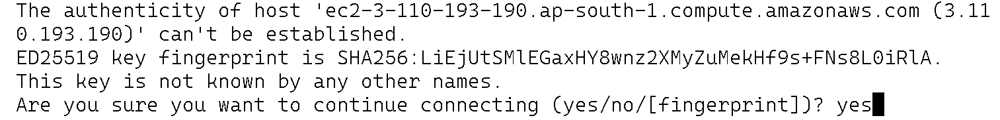 The authenticity of host 'ec2-3-110-193-190.ap-south-1.compute.amazonaws.com (3.11
0.193.190)' can't be established.
ED25519 key fingerprint is SHA256:LiEjUtSMlEGaxHY8wnz2XMyZuMekHf9s+FNs8L0iRlA.
This key is not known by any other names.
Are you sure you want to continue connecting (yes/no/[fingerprint])? yes